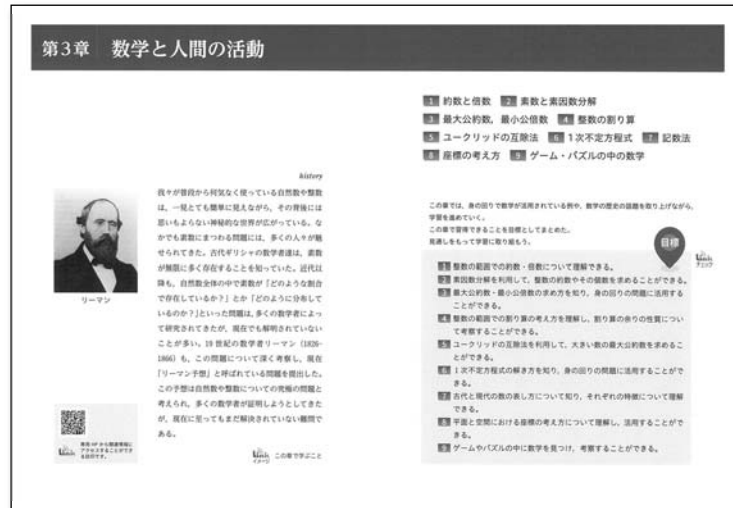 第3章 数学と人間の活動
1 約数と倍数 2 素数と素因数分解
3 最大公約数，最小公倍数 4 整数の割り算
5 ユークリッドの互除法 6 1次不定方程式 7 記数法
8 座標の考え方 9 ゲーム・パズルの中の数学
history
我々が普段から何気なく使っている自然数や整数
は，一見とても簡単に見えながら，その背後には
思いもよらない神秘的な世界が広がっている。な
かでも素数にまつわる問題には，多くの人々が魅
せられてきた。古代ギリシャの数学者達は，素数
が無限に多く存在することを知っていた。近代以
降も，自然数全体の中で素数が「どのような割合
で存在しているか？」とか「どのように分布して
いるのか？」といった問題は，多くの数学者によっ
て研究されてきたが，現在でも解明されていない
ことが多い。19世紀の数学者リーマン（1826-
1866）も，この問題について深く考察し，現在
「リーマン予想」と呼ばれている問題を提出した。
この予想は自然数や整数についての究極の問題と
考えられ，多くの数学者が証明しようとしてきた
が，現在に至ってもまだ解決されていない難問で
ある。
リーマン
Link
専用HPから関連情報に
アクセスすることができ
る目印です。
Link
イメージ
この章で学ぶこと
この章では，身の回りで数学が活用されている例や，数学の歴史の話題を取り上げながら，
学習を進めていく。
この章で習得できることを目標としてまとめた。
見通しをもって学習に取り組もう。
目標
Link
チェック
1 整数の範囲での約数・倍数について理解できる。
2 素因数分解を利用して，整数の約数やその個数を求めることができる。
3 最大公約数・最小公倍数の求め方を知り，身の回りの問題に活用する
ことができる。
4 整数の範囲での割り算の考え方を理解し，割り算の余りの性質につい
て考察することができる。
5 ユークリッドの互除法を利用して，大きい数の最大公約数を求めるこ
とができる。
6 1次不定方程式の解き方を知り，身の回りの問題に活用することがで
きる。
7 古代と現代の数の表し方について知り，それぞれの特徴について理解
できる。
8 平面と空間における座標の考え方について理解し，活用することがで
きる。
9 ゲームやパズルの中に数学を見つけ，考察することができる。